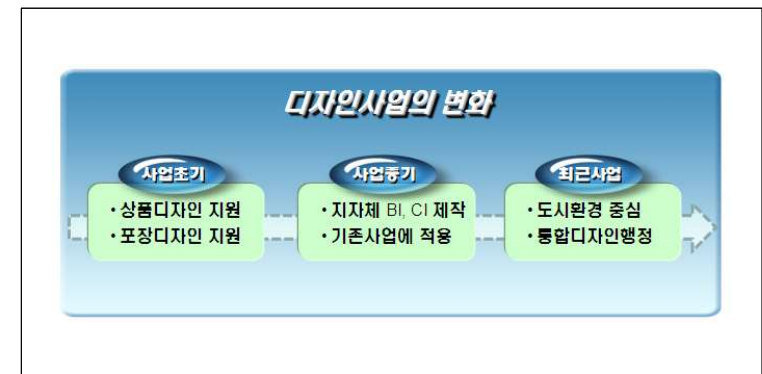 디자인사업의 변화
사업초기
• 상품디자인 지원
• 포장디자인 지원
사업중기
• 지자체 BI, CI 제작
• 기존사업에 적용
최근사업
• 도시환경 중심
• 통합디자인행정